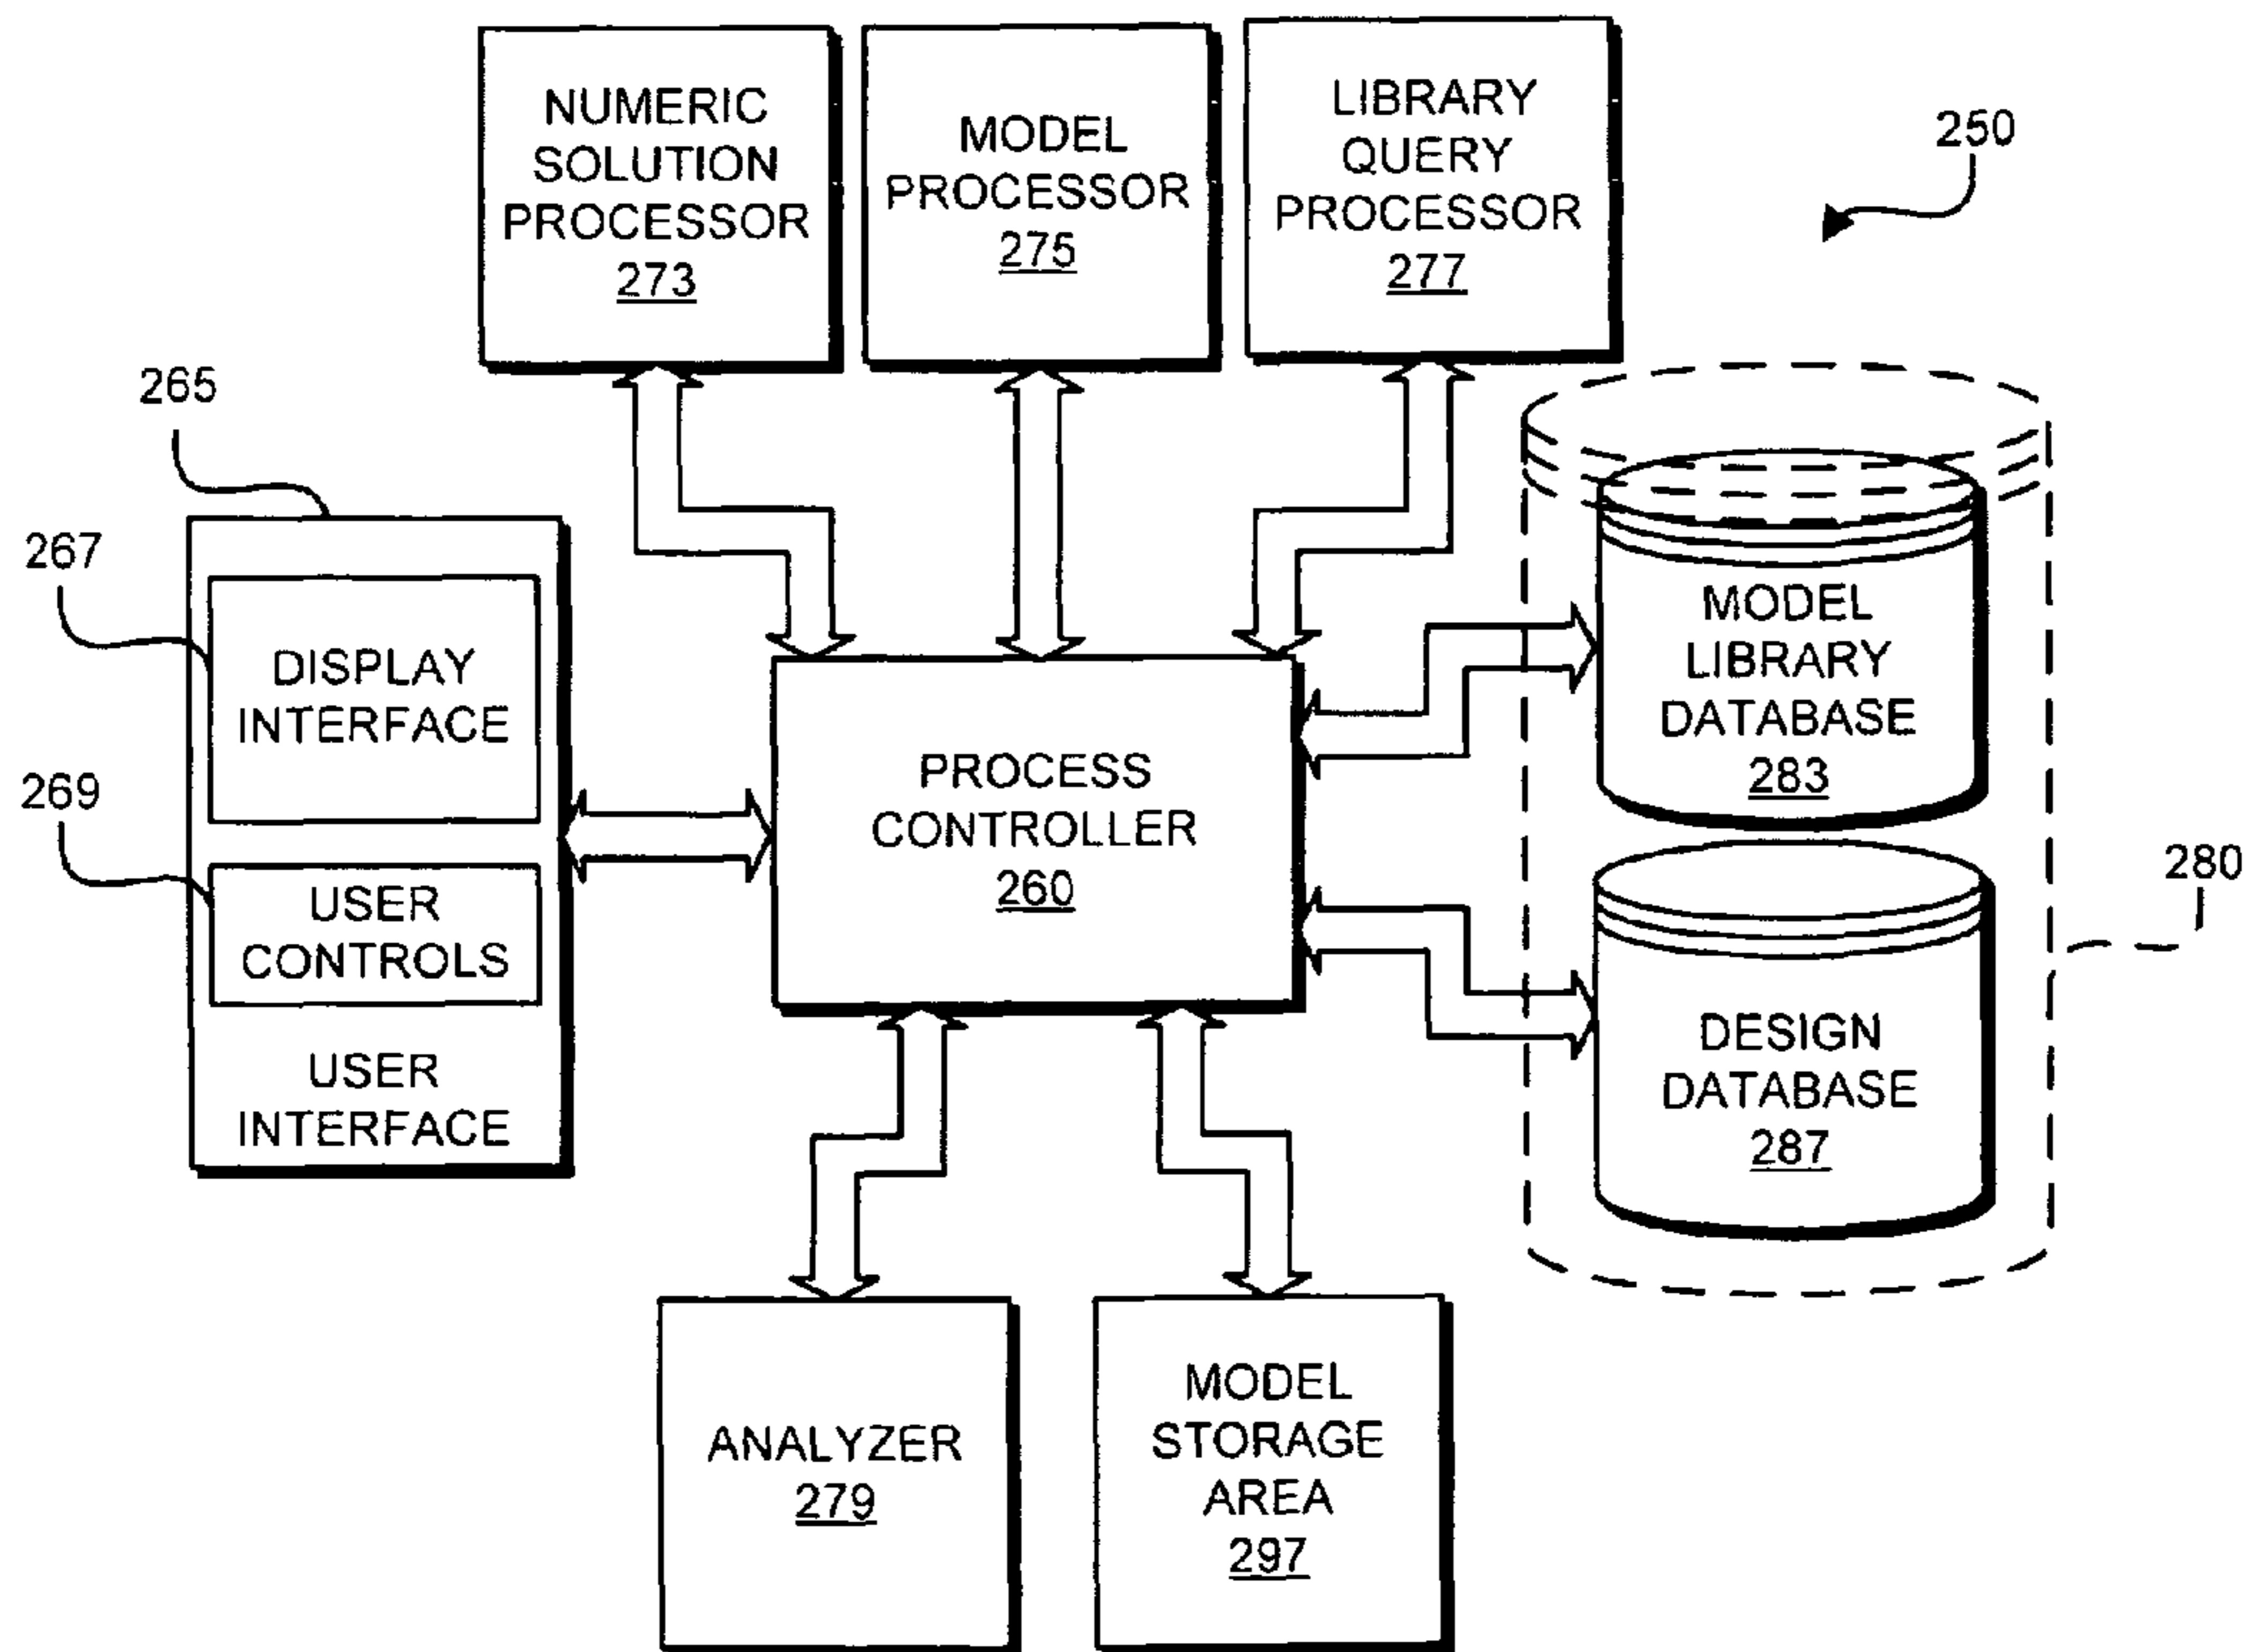 NUMERIC
SOLUTION
PROCESSOR
273
MODEL
PROCESSOR
275
LIBRARY
QUERY
PROCESSOR
277
250
265
267
269
DISPLAY
INTERFACE
USER
CONTROLS
USER
INTERFACE
PROCESS
CONTROLLER
260
MODEL
LIBRARY
DATABASE
283
DESIGN
DATABASE
287
280
ANALYZER
279
MODEL
STORAGE
AREA
297